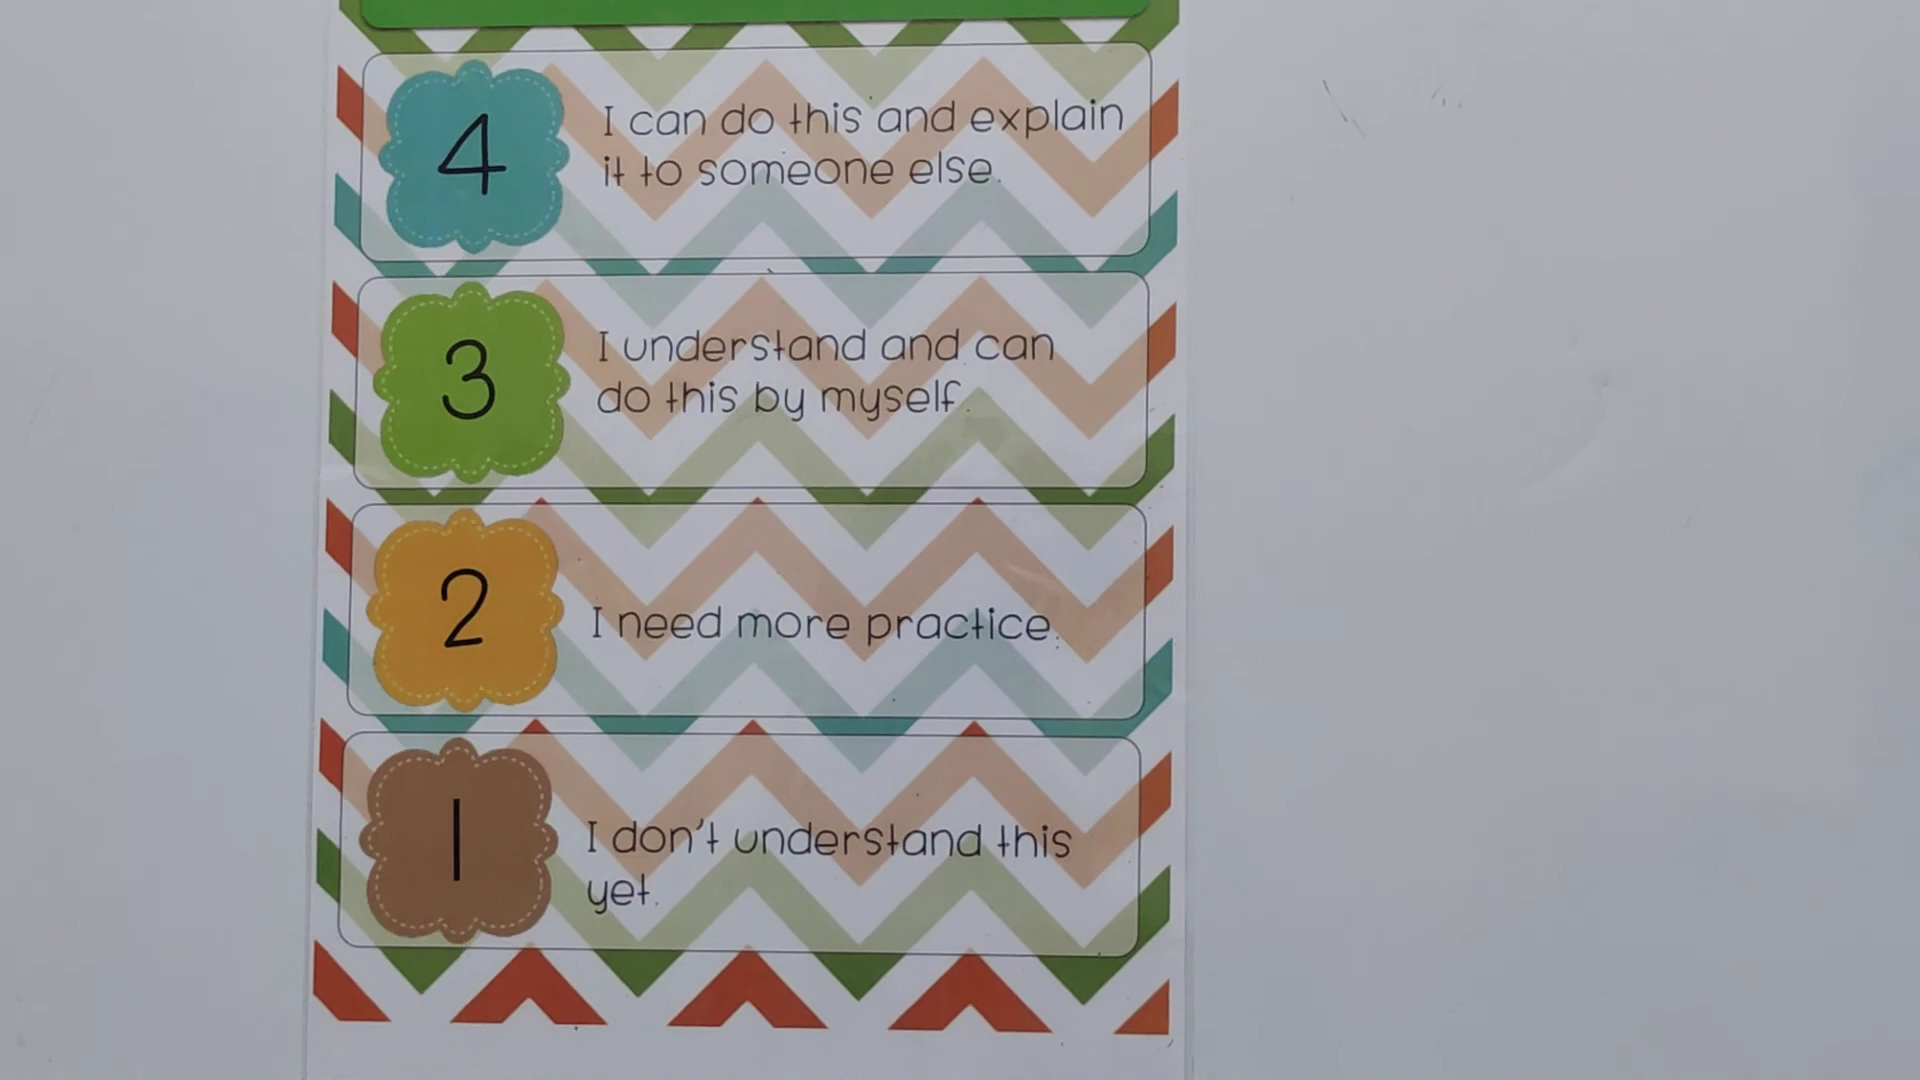 4
I can do this and explain
it to someone else.
3
I understand and can
do this by myself.
2
I need more practice.
1
I don't understand this
yet.